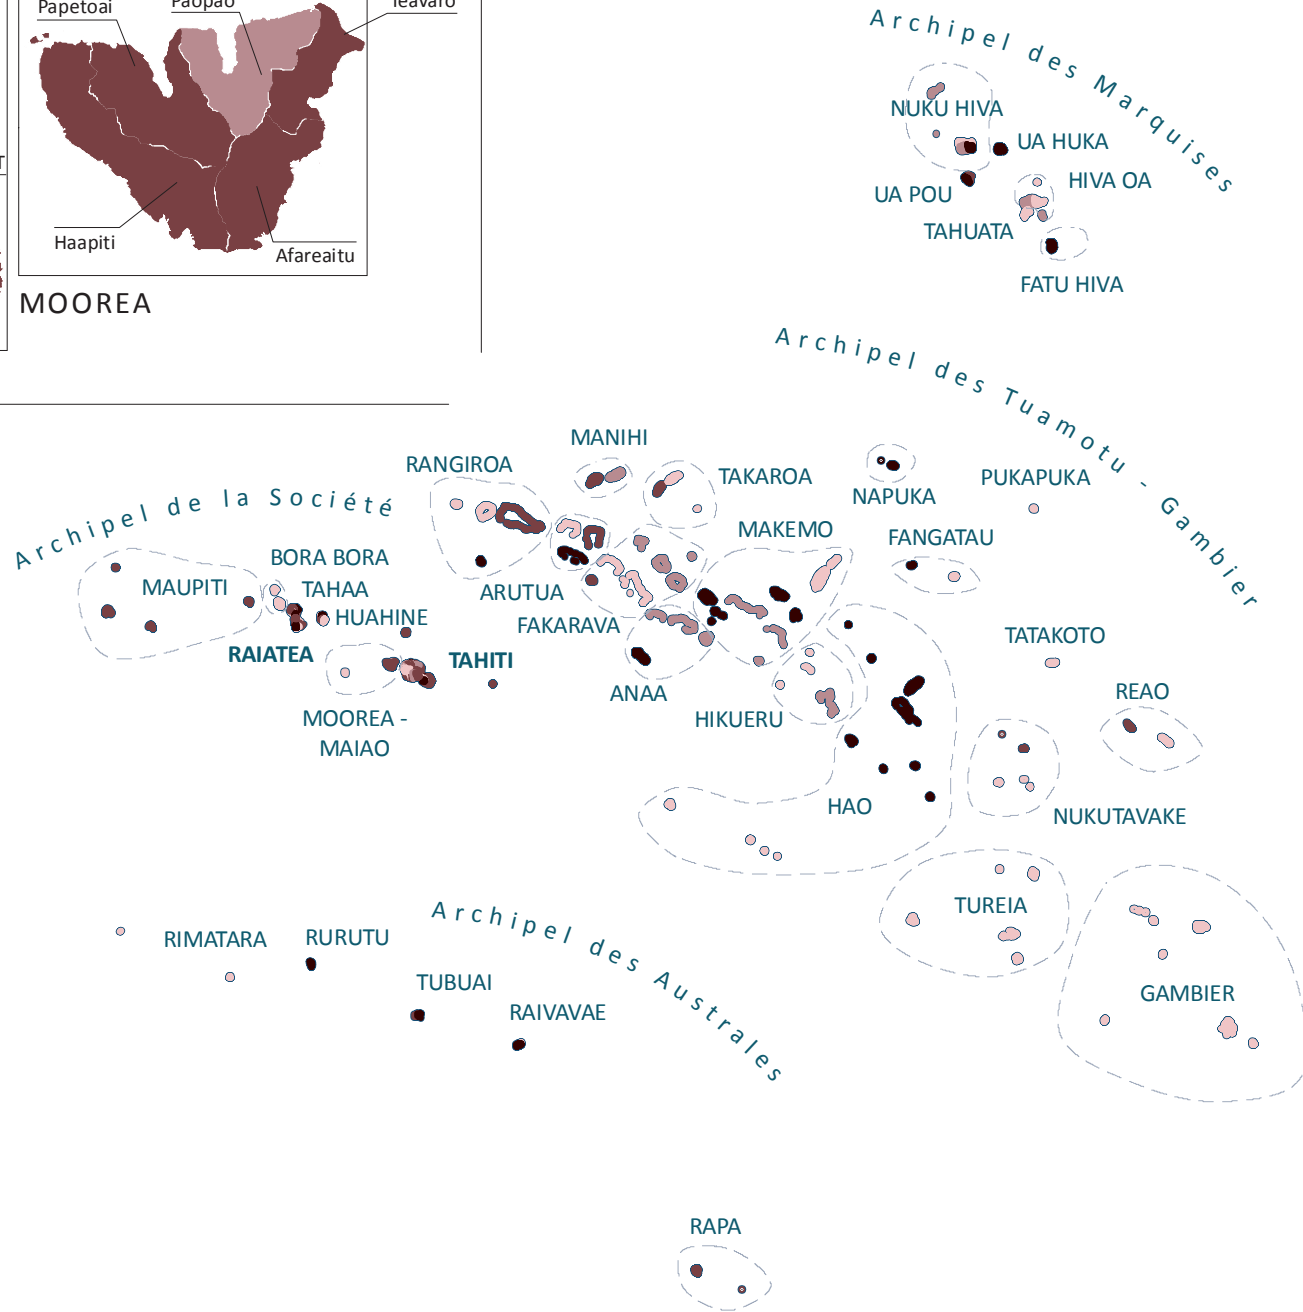 Papetoai
Paopao
Teavaro
Haapiti
Afareaitu
MOOREA
Archipel des Marquises
NUKU HIVA
UA HUKA
UA POU
HIVA OA
TAHUATA
FATU HIVA
Archipel des Tuamotu - Gambier
MANIHI
RANGIROA
TAKAROA
NAPUKA
PUKAPUKA
MAKEMO
FANGATAU
Archipel de la Société
BORA BORA
MAUPITI
TAHAA
HUAHINE
ARUTUA
FAKARAVA
RAIATEA
TAHITI
ANAA
HIKUERU
TATAKOTO
REAO
MOOREA -
MAIAO
HAO
NUKUTAVAKE
TUREIA
Archipel des Australes
RIMATARA
RURUTU
TUBUAI
RAIVAVAE
GAMBIER
RAPA